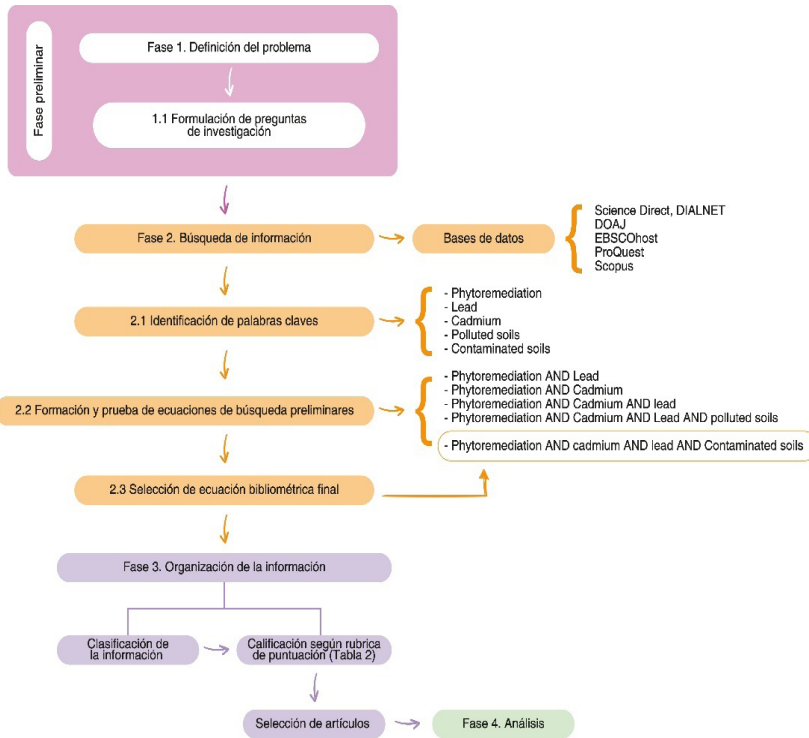 Fase preliminar
Fase 1. Definición del problema
1.1 Formulación de preguntas
de investigación
Fase 2. Búsqueda de información
Bases de datos
Science Direct, DIALNET
DOAJ
EBSCOhost
ProQuest
Scopus
2.1 Identificación de palabras claves
- Phytoremediation
- Lead
- Cadmium
- Polluted soils
- Contaminated soils
2.2 Formación y prueba de ecuaciones de búsqueda preliminares
- Phytoremediation AND Lead
- Phytoremediation AND Cadmium
- Phytoremediation AND Cadmium AND lead
- Phytoremediation AND Cadmium AND Lead AND polluted soils
- Phytoremediation AND cadmium AND lead AND Contaminated soils
2.3 Selección de ecuación bibliométrica final
Fase 3. Organización de la información
Clasificación de
la información
Calificación según rubrica
de puntuación (Tabla 2)
Selección de artículos
Fase 4. Análisis